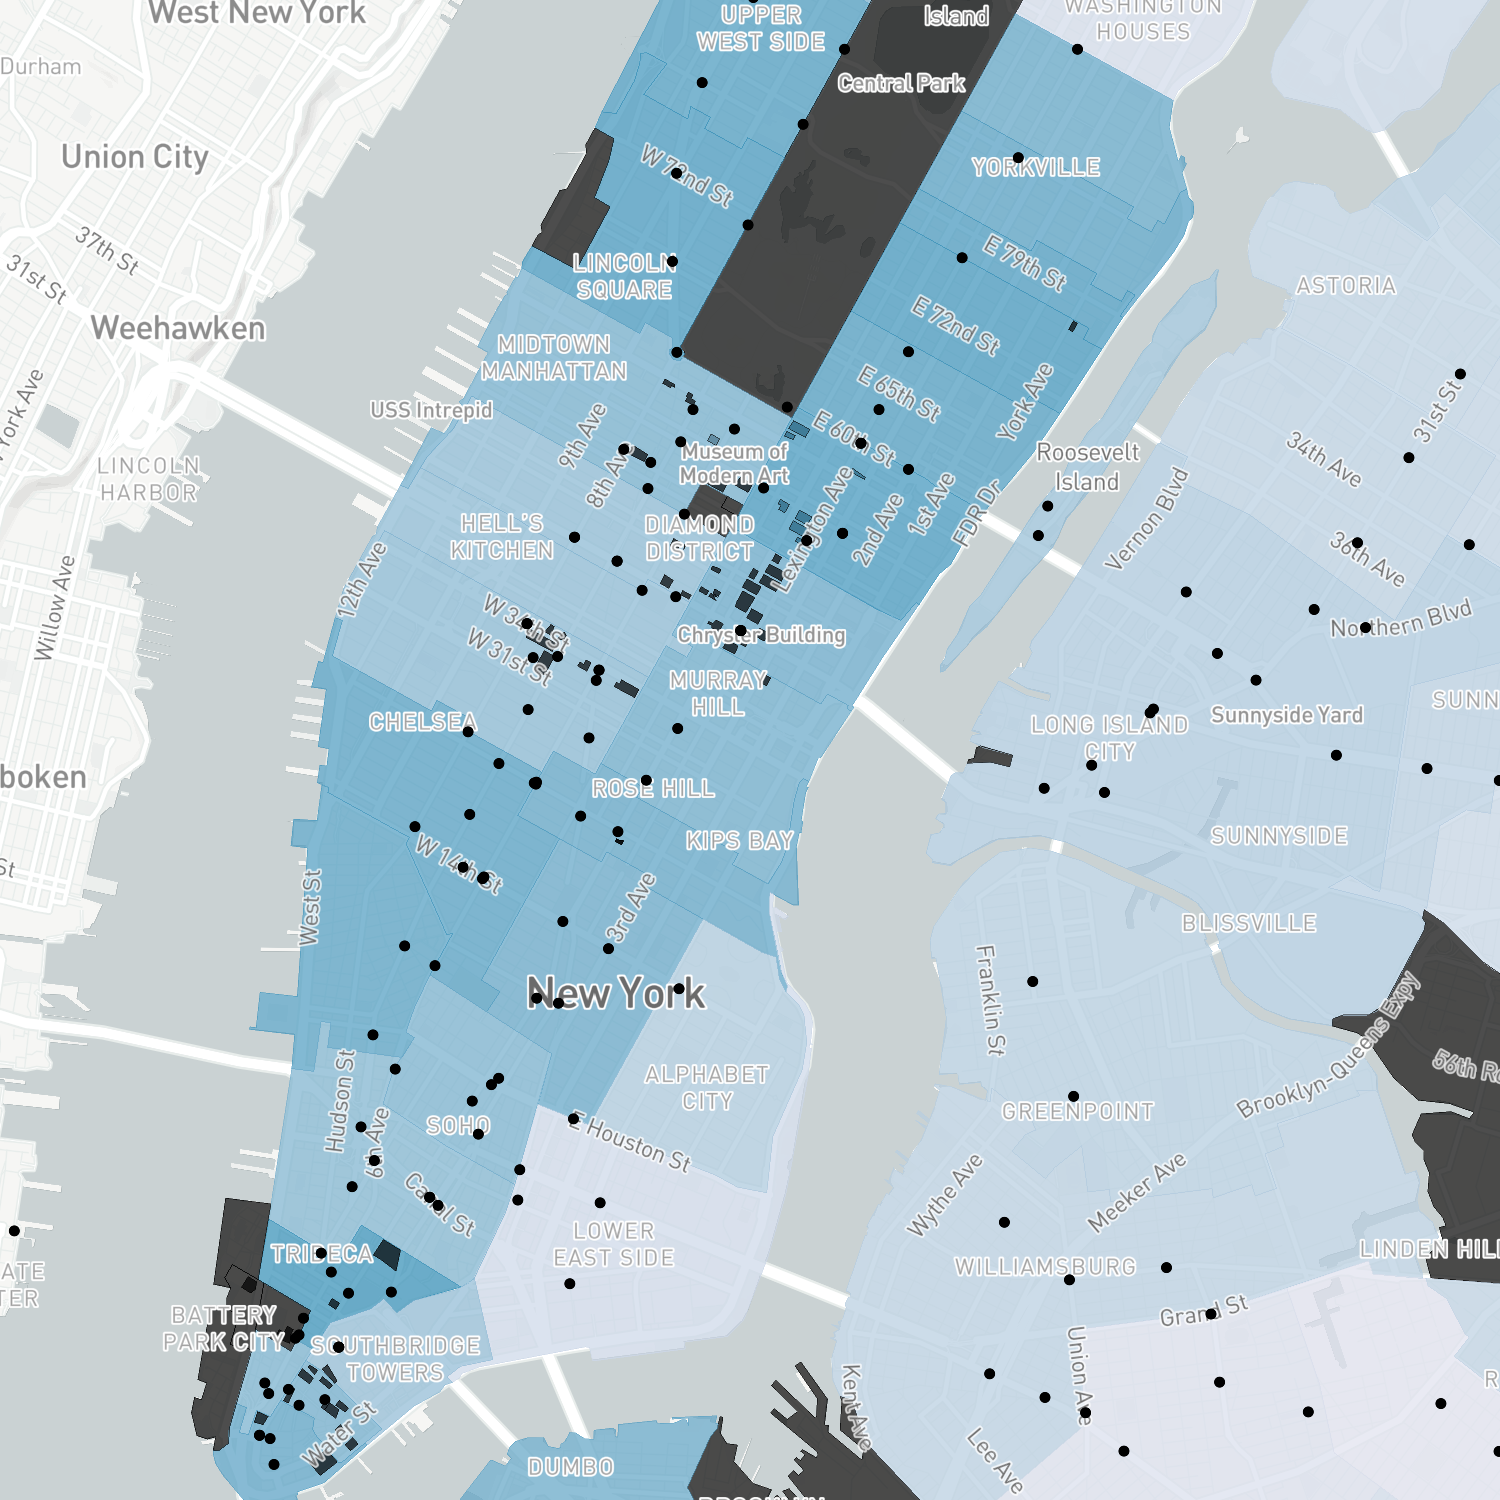 West New York
UPPER
WEST SIDE
Island
WASHINGTON
HOUSES
Durham
Central Park
Union City
W 72nd St
YORKVILLE
37th St
31st St
LINCOLN
SQUARE
E 79th St
ASTORIA
Weehawken
MIDTOWN
MANHATTAN
E 72nd St
York Ave
USS Intrepid
E 65th St
York Ave
31st St
9th Ave
E 60th St
LINCOLN
HARBOR
8th Ave
Museum of
Modern Art
Roosevelt
Island
34th Ave
HELL'S
KITCHEN
DIAMOND
DISTRICT
Lexington Ave
2nd Ave
1st Ave
FDR Dr
Vernon Blvd
36th Ave
12th Ave
Willow Ave
W 34th St
W 31st St
Chrysler Building
Northern Blvd
MURRAY
HILL
CHELSEA
LONG ISLAND
CITY
Sunnyside Yard
SUNN
boken
ROSE HILL
KIPS BAY
SUNNYSIDE
W 14th St
St
West St
3rd Ave
BLISSVILLE
New York
Franklin St
Brooklyn-Queens Expy
56th R
Hudson St
6th Ave
SOHO
ALPHABET
CITY
E Houston St
GREENPOINT
Canal St
Wythe Ave
Meeker Ave
LOWER
EAST SIDE
TRIBECA
WILLIAMSBURG
LINDEN HIL
ATE
TER
BATTERY
PARK CITY
SOUTHBRIDGE
TOWERS
Grand St
Union Ave
Kent Ave
Water St
Lee Ave
R
DUMBO